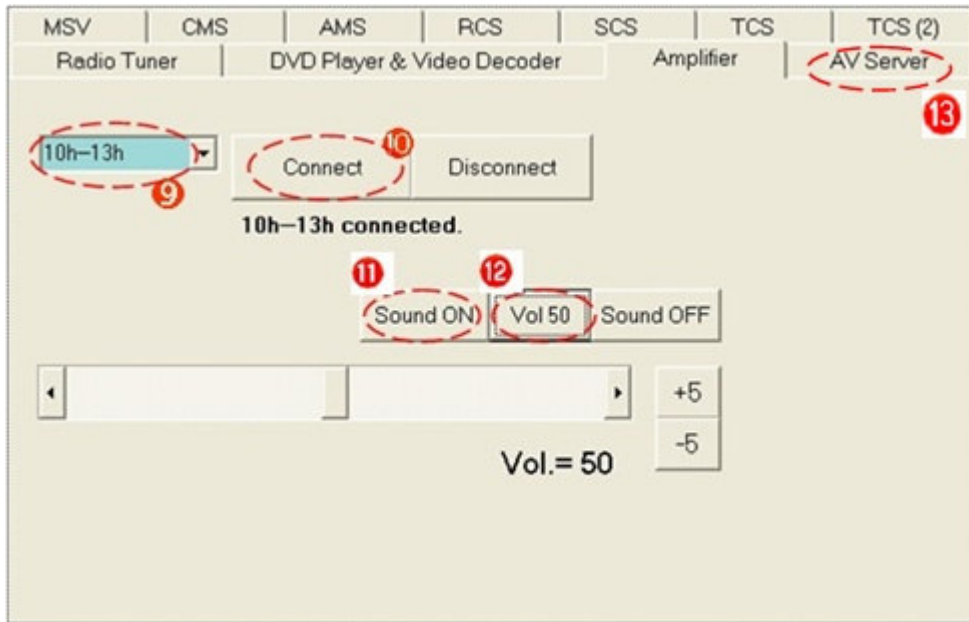 MSV CMS AMS RCS SCS TCS TCS (2)
Radio Tuner DVD Player & Video Decoder Amplifier AV Server
13
10h–13h Connect 10 Disconnect
9
10h–13h connected.
11 12
Sound ON Vol 50 Sound OFF
+5
-5
Vol.= 50